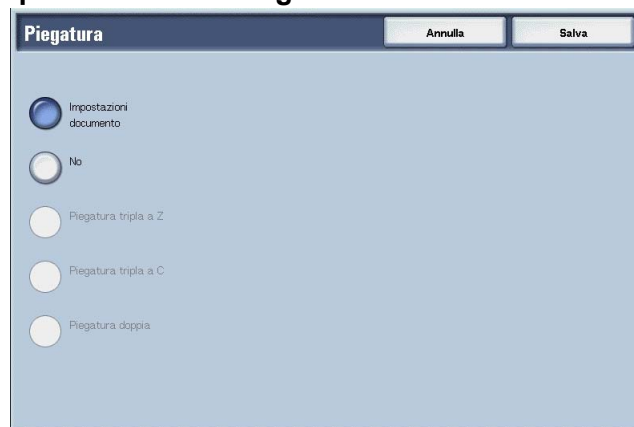 Piegatura
Annulla
Salva
Impostazioni
documento
No
Piegatura tripla a Z
Piegatura tripla a C
Piegatura doppia